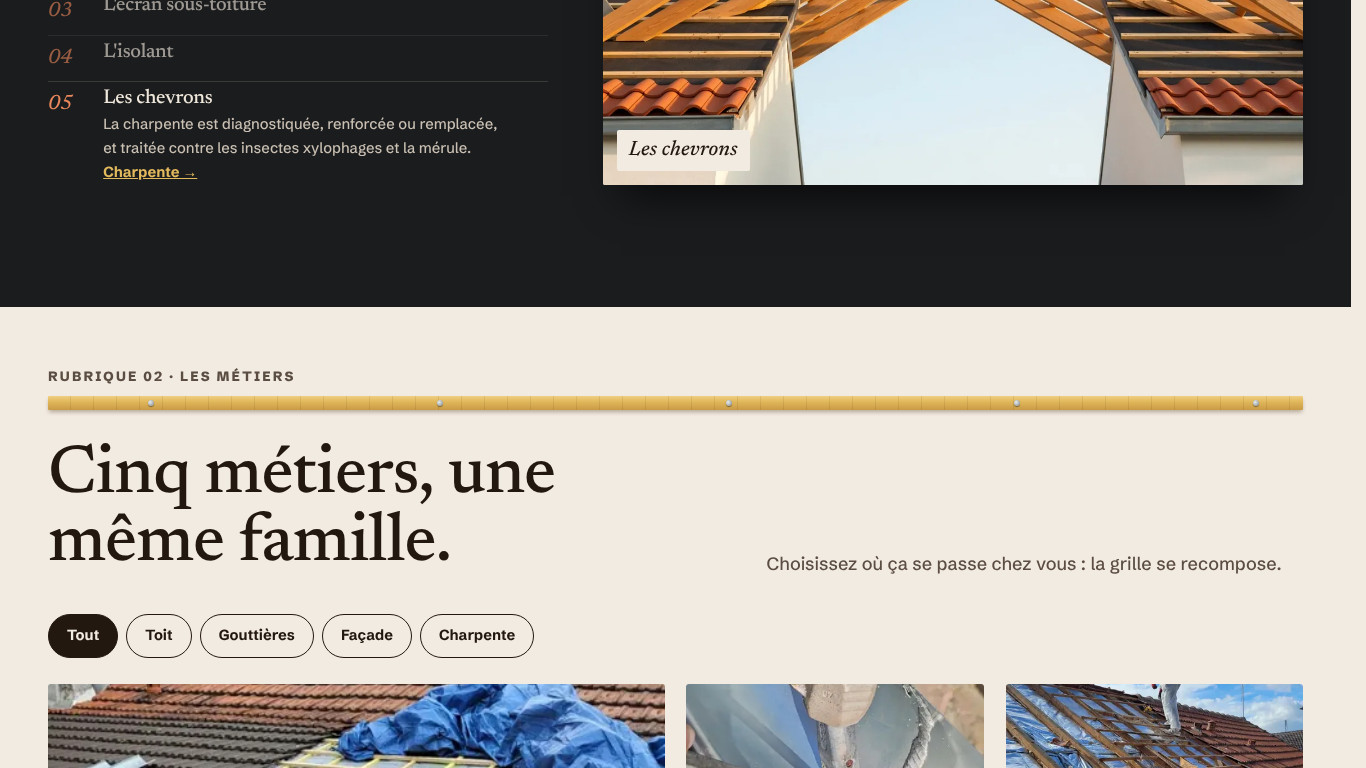 03
L'écran sous-toiture
04
L'isolant
05
Les chevrons
La charpente est diagnostiquée, renforcée ou remplacée,
et traitée contre les insectes xylophages et la mérule.
Charpente →
Les chevrons
RUBRIQUE 02 · LES MÉTIERS
Cinq métiers, une
même famille.
Choisissez où ça se passe chez vous : la grille se recompose.
Tout
Toit
Gouttières
Façade
Charpente